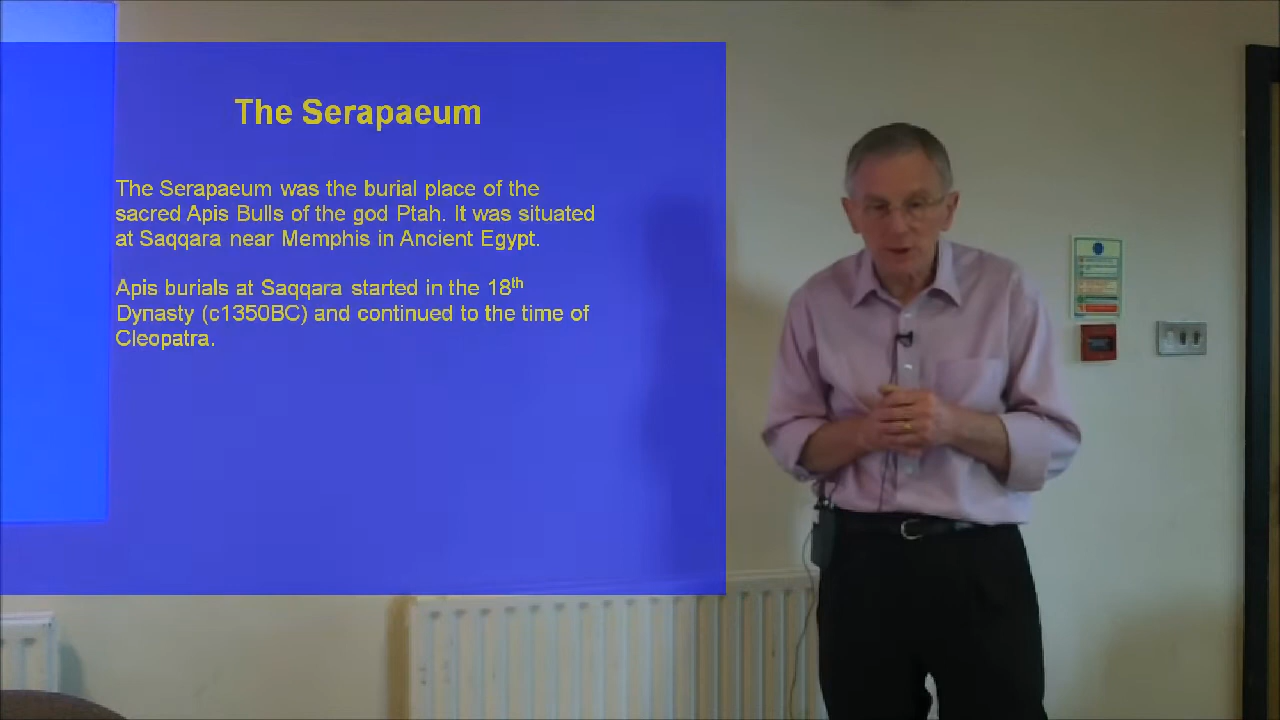 The Serapaeum
The Serapaeum was the burial place of the
sacred Apis Bulls of the god Ptah. It was situated
at Saqqara near Memphis in Ancient Egypt.
Apis burials at Saqqara started in the 18th
Dynasty (c1350BC) and continued to the time of
Cleopatra.